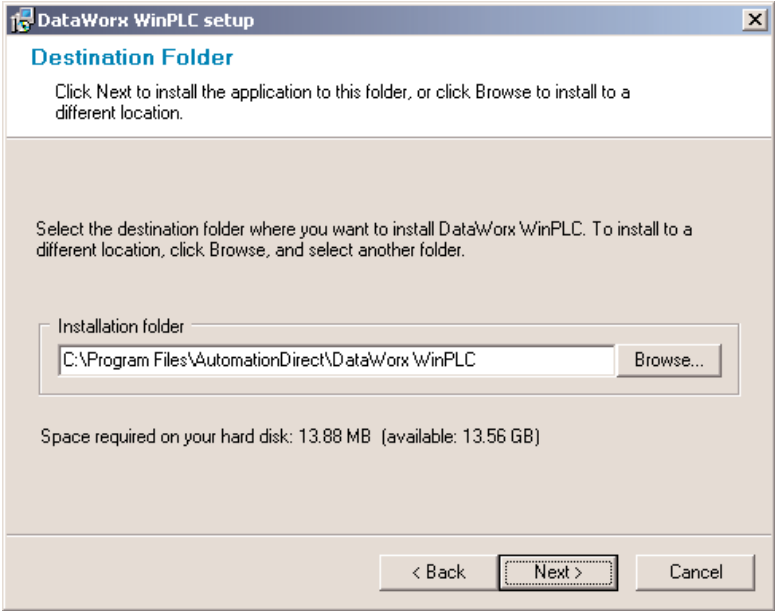 DataWorx WinPLC setup
Destination Folder
Click Next to install the application to this folder, or click Browse to install to a
different location.
Select the destination folder where you want to install DataWorx WinPLC. To install to a
different location, click Browse, and select another folder.
Installation folder
C:\Program Files\AutomationDirect\DataWorx WinPLC
Browse...
Space required on your hard disk: 13.88 MB  (available: 13.56 GB)
< Back
Next >
Cancel